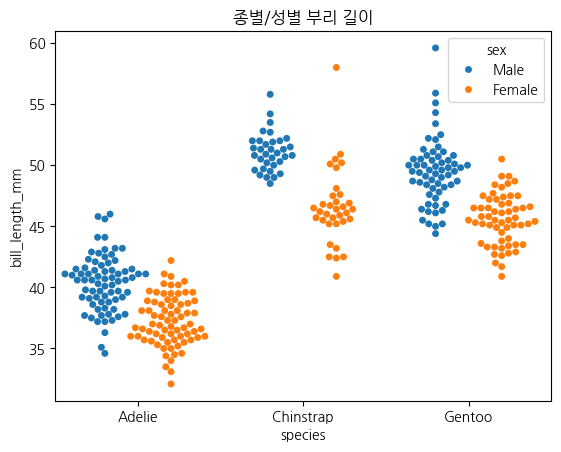 종별/성별 부리 길이
sex
Male
Female
bill_length_mm
60
55
50
45
40
35
Adelie
Chinstrap
Gentoo
species